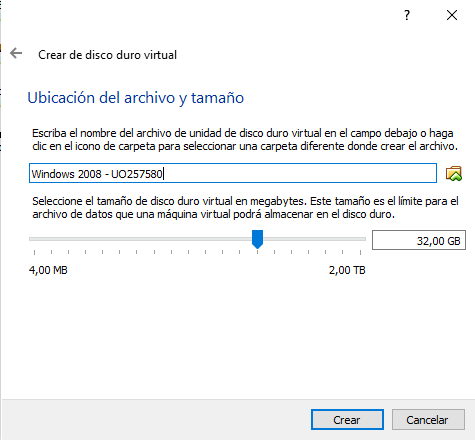 ?
Crear de disco duro virtual
Ubicación del archivo y tamaño
Escriba el nombre del archivo de unidad de disco duro virtual en el campo debajo o haga
clic en el icono de carpeta para seleccionar una carpeta diferente donde crear el archivo.
Windows 2008 - UO257580
Seleccione el tamaño de disco duro virtual en megabytes. Este tamaño es el límite para el
archivo de datos que una máquina virtual podrá almacenar en el disco duro.
32,00 GB
4,00 MB 2,00 TB
Crear Cancelar